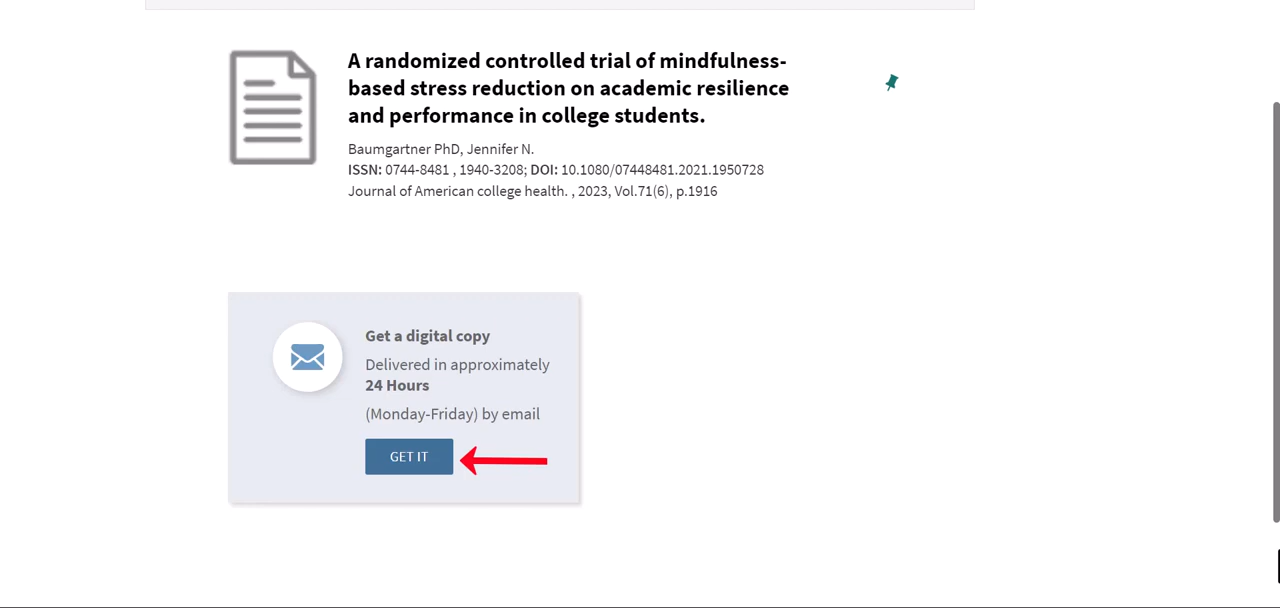 A randomized controlled trial of mindfulness-
based stress reduction on academic resilience
and performance in college students.
Baumgartner PhD, Jennifer N.
ISSN: 0744-8481 , 1940-3208; DOI: 10.1080/07448481.2021.1950728
Journal of American college health. , 2023, Vol.71(6), p.1916
Get a digital copy
Delivered in approximately
24 Hours
(Monday-Friday) by email
GET IT